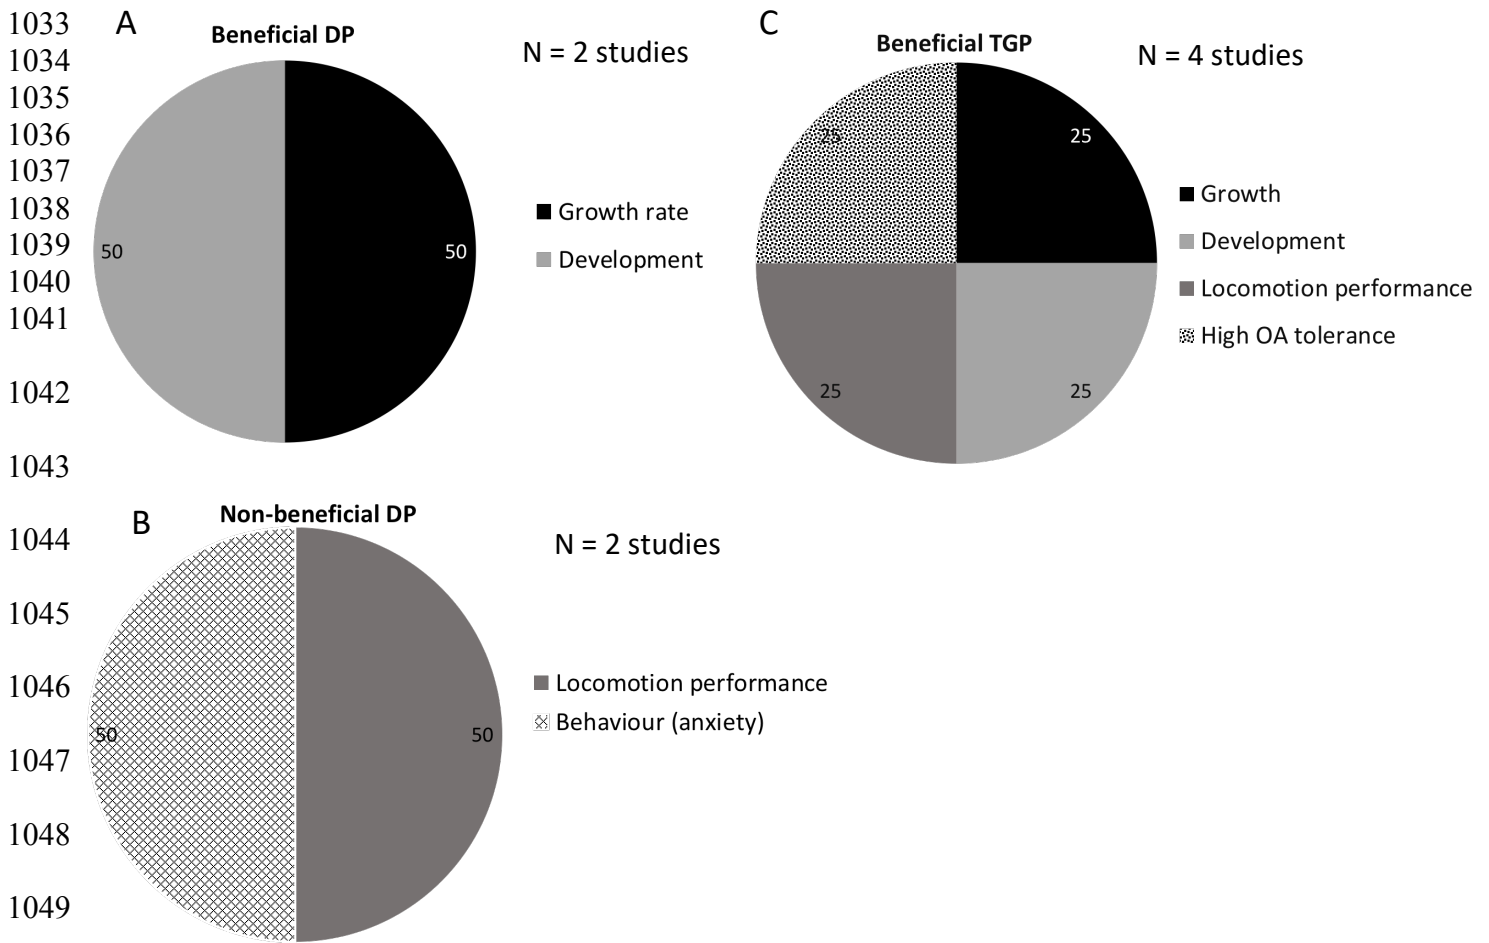 1033
1034
1035
1036
1037
1038
1039
1040
1041
1042
1043
1044
1045
1046
1047
1048
1049
A
Beneficial DP
N = 2 studies
50
50
Growth rate
Development
B
Non-beneficial DP
N = 2 studies
50
50
Locomotion performance
Behaviour (anxiety)
C
Beneficial TGP
N = 4 studies
25
25
25
25
Growth
Development
Locomotion performance
High OA tolerance